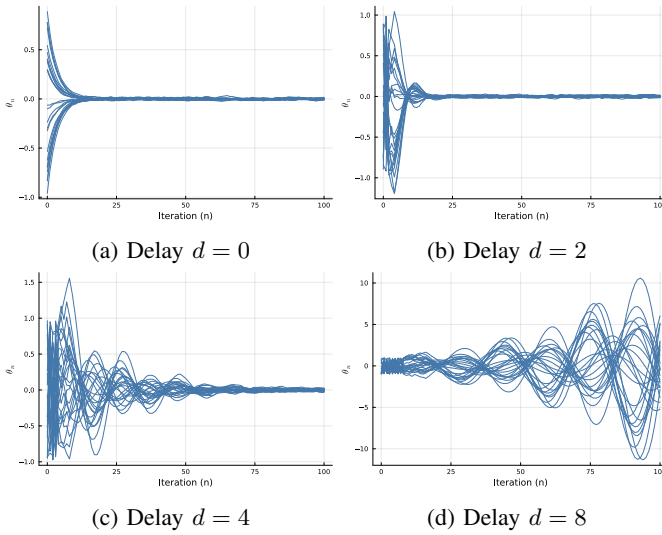 0.5
0.0
−0.5
−1.0
θₙ
0 25 50 75 100
Iteration (n)
(a) Delay d = 0
1.0
0.5
0.0
−0.5
−1.0
θₙ
0 25 50 75 100
Iteration (n)
(b) Delay d = 2
1.5
1.0
0.5
0.0
−0.5
−1.0
θₙ
0 25 50 75 100
Iteration (n)
(c) Delay d = 4
10
5
0
−5
−10
θₙ
0 25 50 75 100
Iteration (n)
(d) Delay d = 8